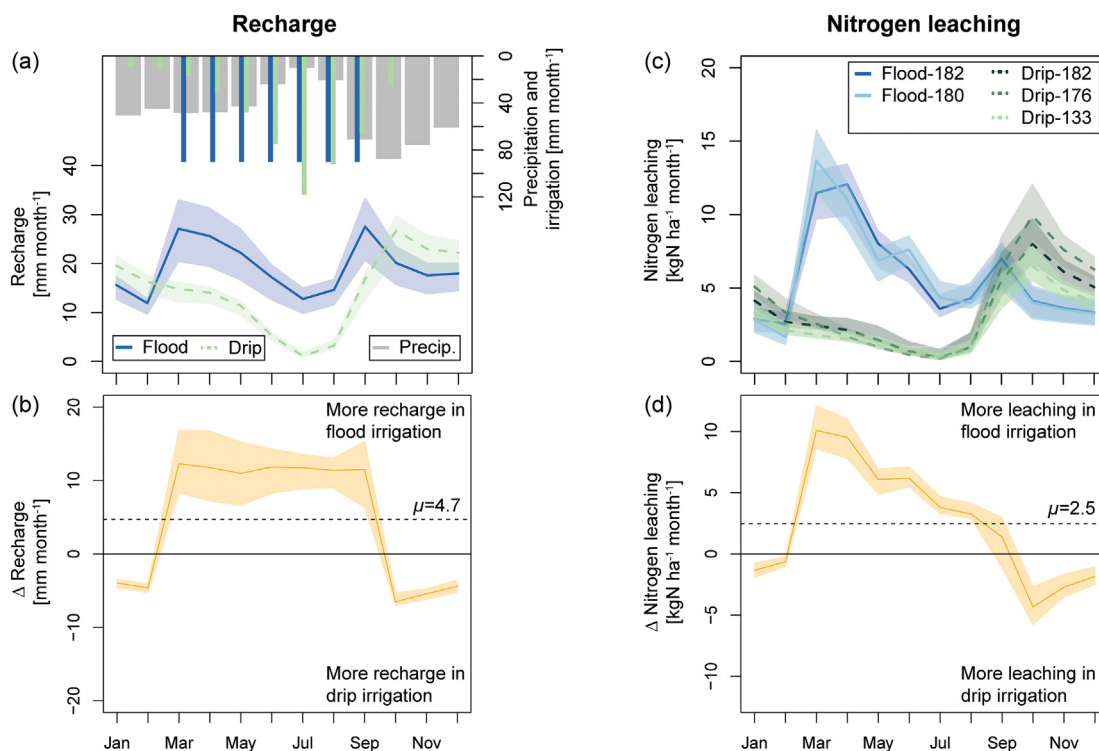 Recharge
Nitrogen leaching
(a)
0
40
80
120
Precipitation and
irrigation [mm month⁻¹]
40
30
20
10
0
Recharge
[mm month⁻¹]
Flood
Drip
Precip.
(c)
20
15
10
5
0
Nitrogen leaching
[kgN ha⁻¹ month⁻¹]
Flood-182
Flood-180
Drip-182
Drip-176
Drip-133
(b)
20
10
0
−10
−20
Δ Recharge
[mm month⁻¹]
More recharge in
flood irrigation
μ=4.7
More recharge in
drip irrigation
Jan
Mar
May
Jul
Sep
Nov
(d)
10
5
0
−5
−10
Δ Nitrogen leaching
[kgN ha⁻¹ month⁻¹]
More leaching in
flood irrigation
μ=2.5
More leaching in
drip irrigation
Jan
Mar
May
Jul
Sep
Nov